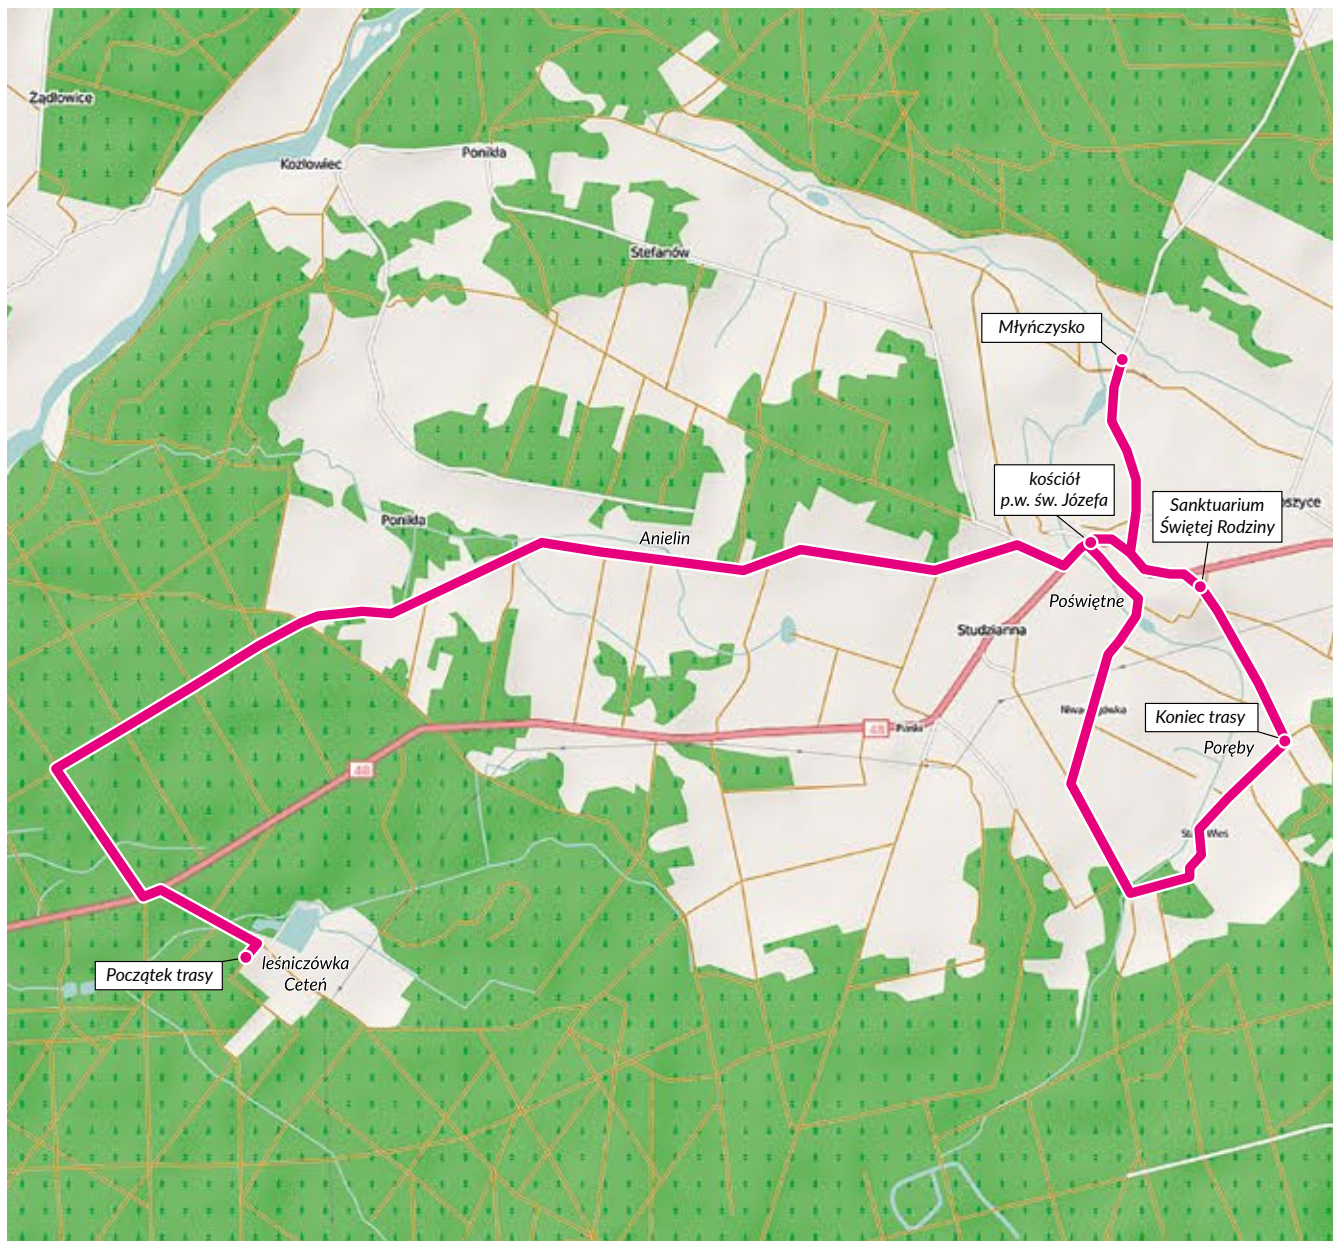 Żądłowice
Kozłowiec
Ponikła
Stefanów
Młyńczysko
kościół
p.w. św. Józefa
Sanktuarium
Świętej Rodziny
szyce
Ponikła
Anielin
Poświętne
Studzianna
48
Koniec trasy
Poręby
48
Początek trasy
leśniczówka
Ceteń